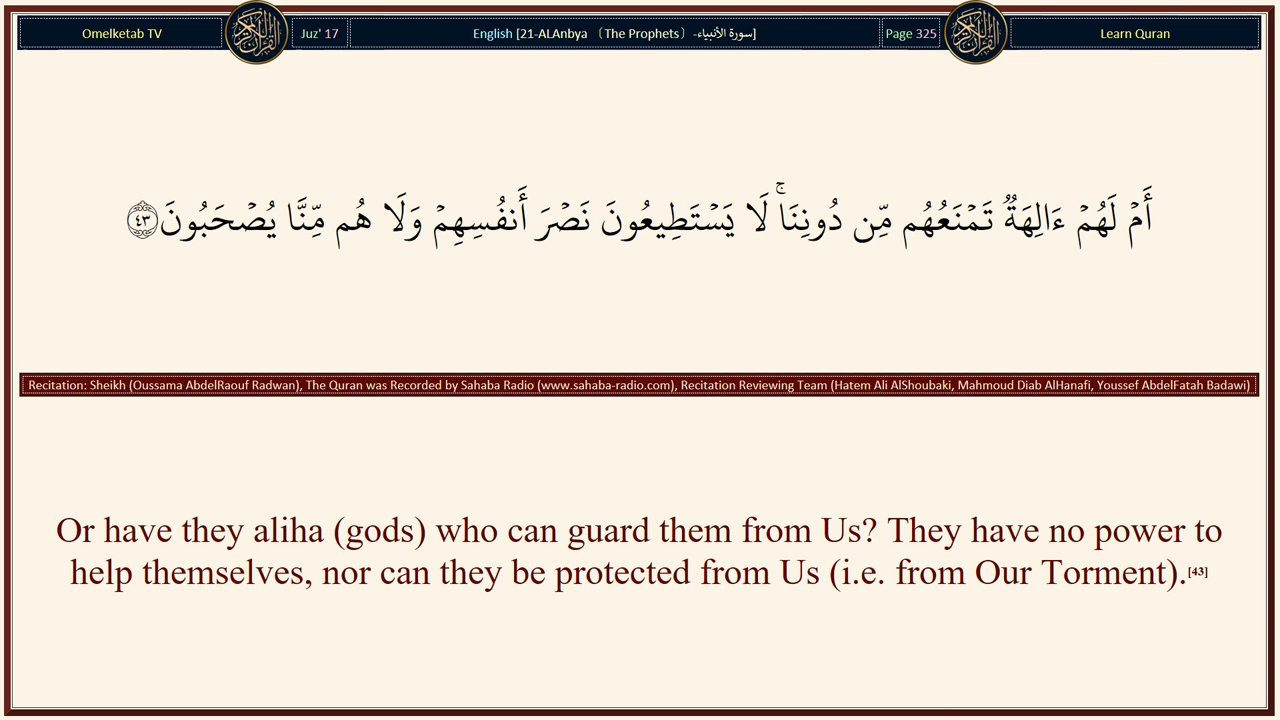 Omelketab TV
Juz' 17
English [21-ALAnbya （The Prophets） -سورة الأنبياء]
Page 325
Learn Quran
أَمۡ لَهُمۡ ءَالِهَةٞ تَمۡنَعُهُم مِّن دُونِنَاۚ لَا يَسۡتَطِيعُونَ نَصۡرَ أَنفُسِهِمۡ وَلَا هُم مِّنَّا يُصۡحَبُونَ ٤٣
Recitation: Sheikh (Oussama AbdelRaouf Radwan), The Quran was Recorded by Sahaba Radio (www.sahaba-radio.com), Recitation Reviewing Team (Hatem Ali AlShoubaki, Mahmoud Diab AlHanafi, Youssef AbdelFatah Badawi)
Or have they aliha (gods) who can guard them from Us? They have no power to
help themselves, nor can they be protected from Us (i.e. from Our Torment).[43]